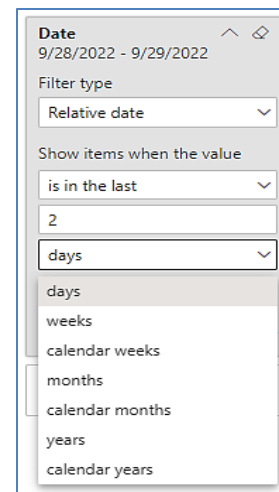 Date
9/28/2022 - 9/29/2022
Filter type
Relative date
Show items when the value
is in the last
2
days
days
weeks
calendar weeks
months
calendar months
years
calendar years